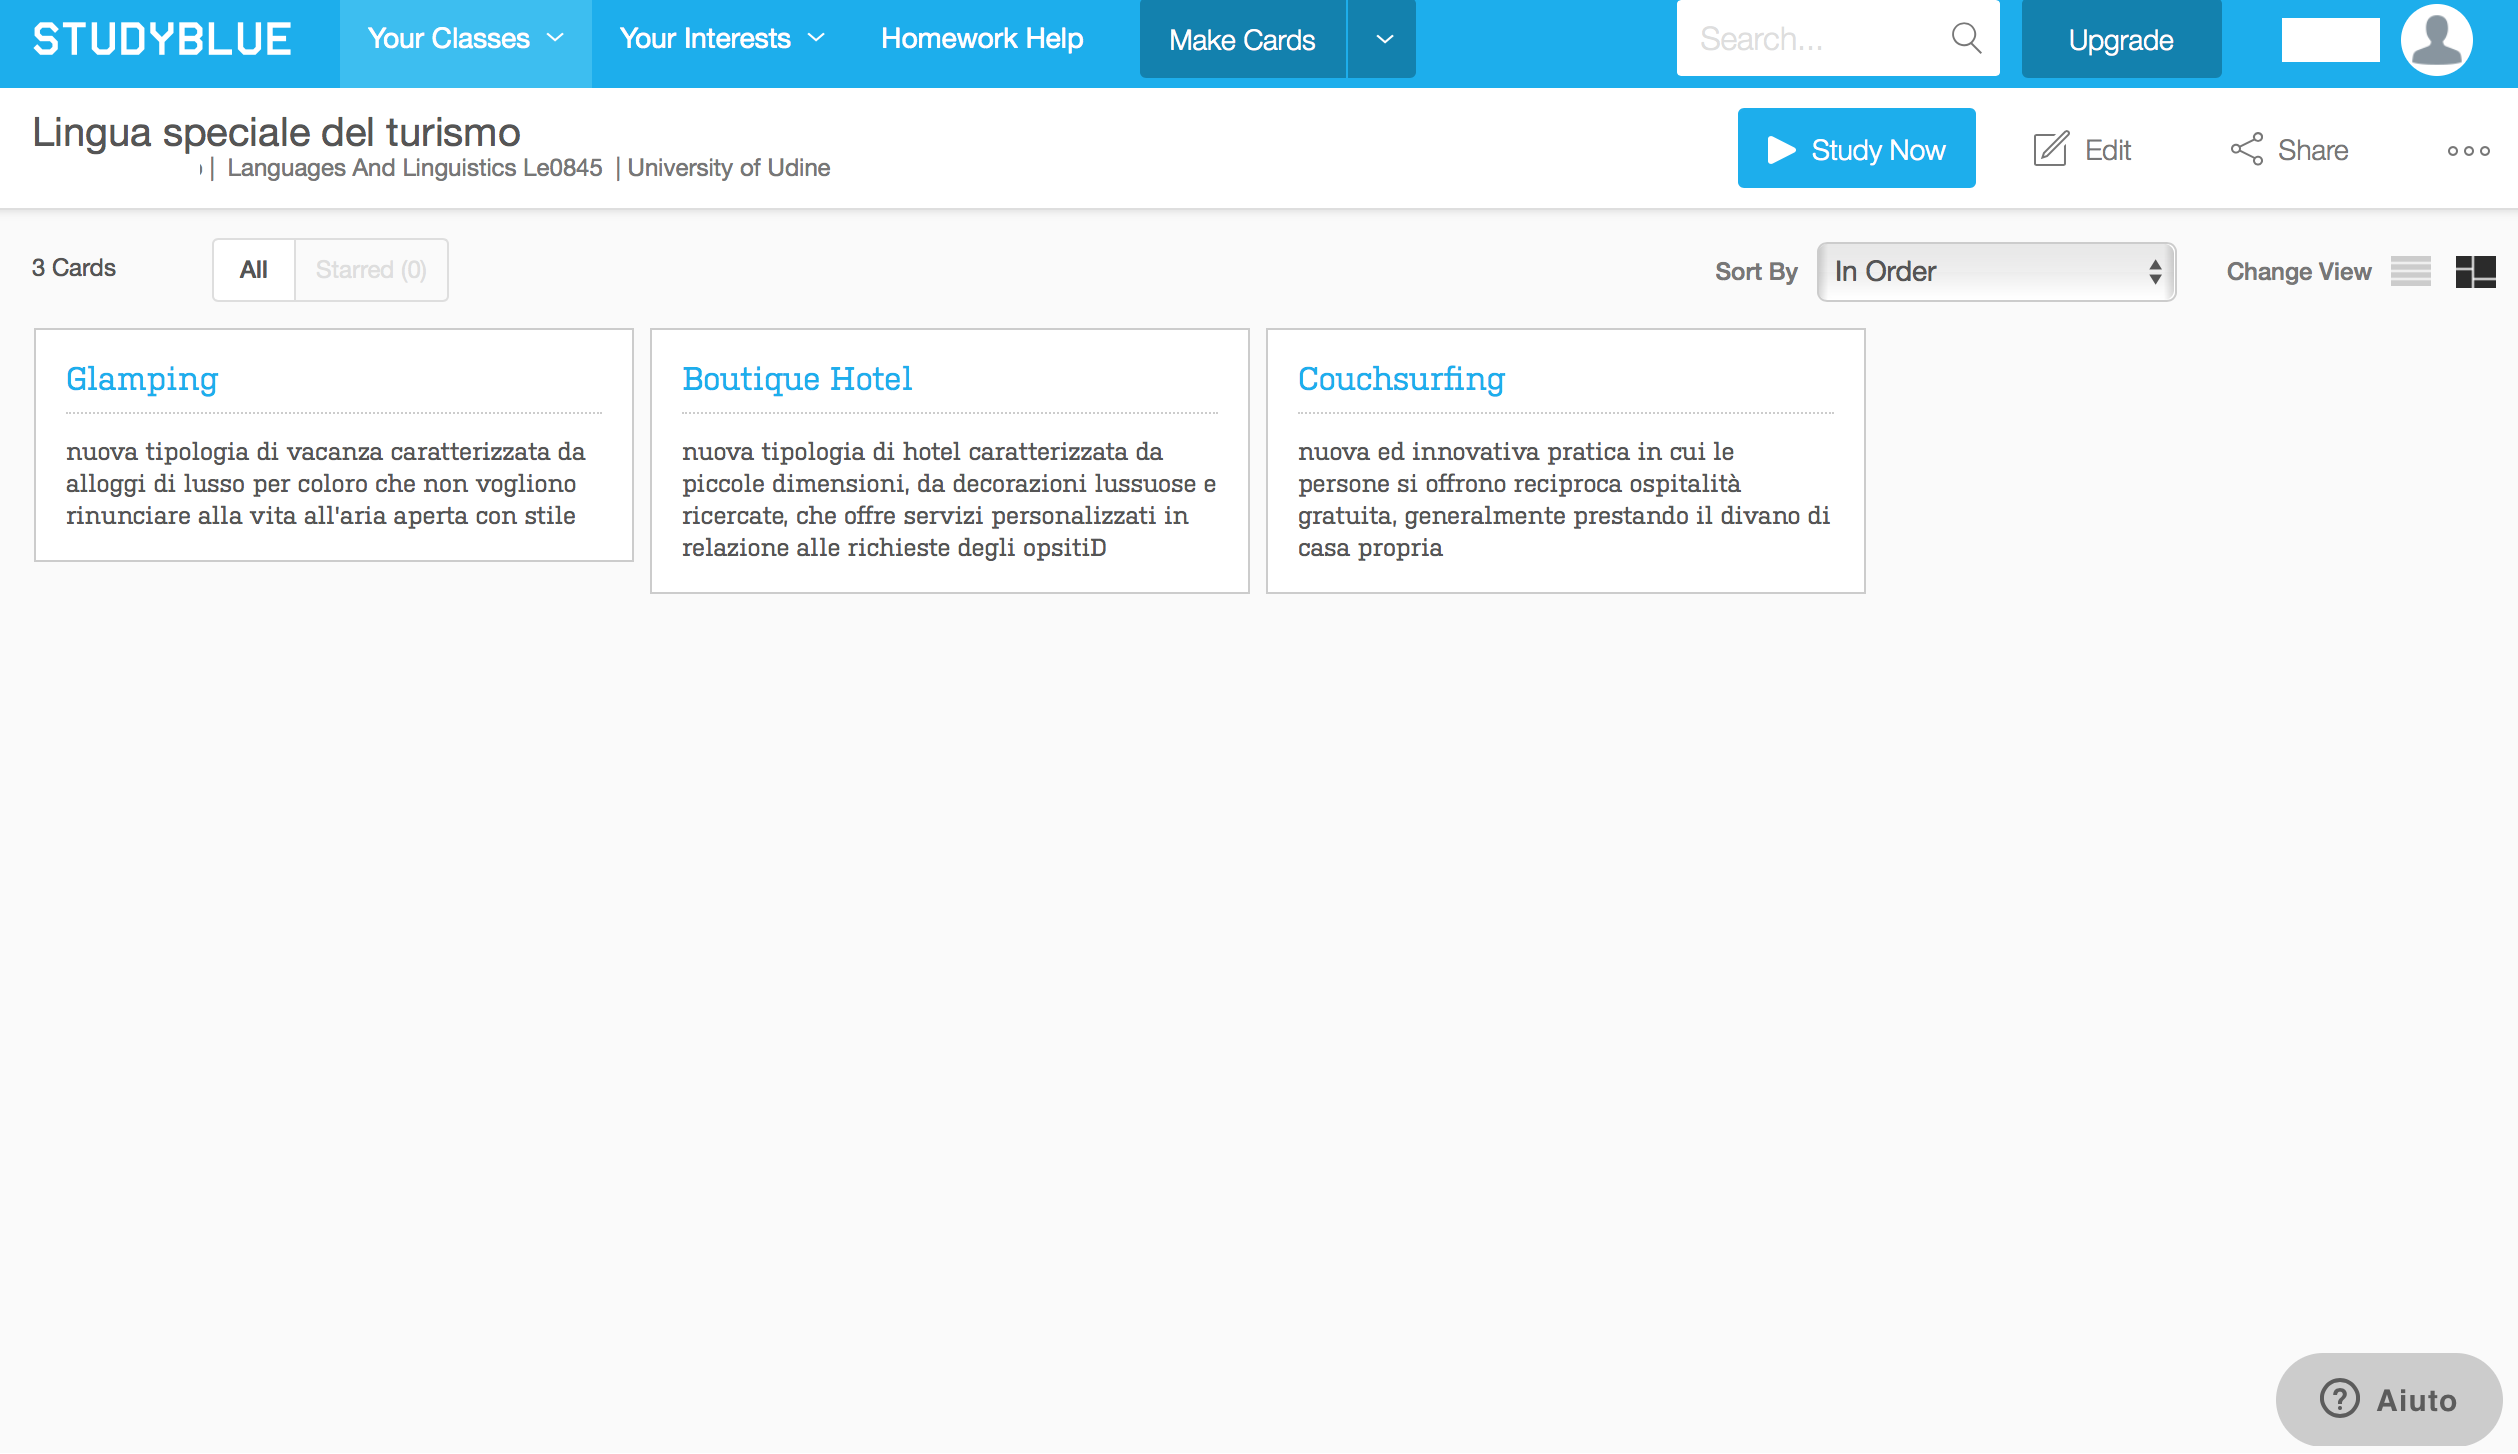 STUDYBLUE Your Classes Your Interests Homework Help Make Cards Search... Upgrade
Lingua speciale del turismo
| Languages And Linguistics Le0845 | University of Udine
Study Now Edit Share
3 Cards All Starred (0) Sort By In Order Change View
Glamping
nuova tipologia di vacanza caratterizzata da
alloggi di lusso per coloro che non vogliono
rinunciare alla vita all'aria aperta con stile
Boutique Hotel
nuova tipologia di hotel caratterizzata da
piccole dimensioni, da decorazioni lussuose e
ricercate, che offre servizi personalizzati in
relazione alle richieste degli opsitiD
Couchsurfing
nuova ed innovativa pratica in cui le
persone si offrono reciproca ospitalità
gratuita, generalmente prestando il divano di
casa propria
Aiuto